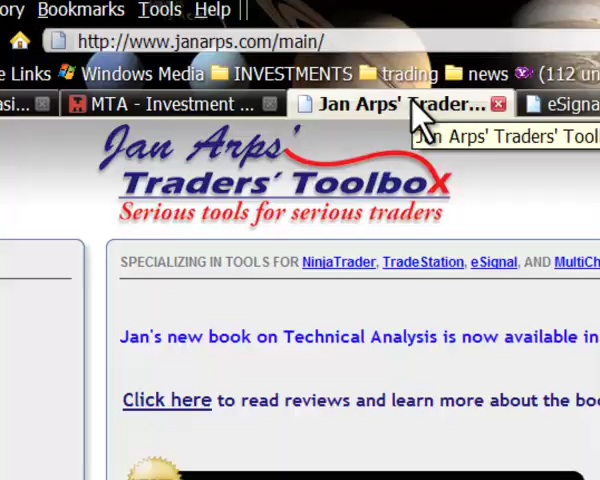 ory Bookmarks Tools Help
http://www.janarps.com/main/
e Links Windows Media INVESTMENTS trading news (112 un
asi... MTA - Investment ... Jan Arps' Trader... eSigna
Jan Arps' Traders' Tool
Jan Arps'
Traders' Toolbox
Serious tools for serious traders
SPECIALIZING IN TOOLS FOR NinjaTrader, TradeStation, eSignal, AND MultiCh
Jan's new book on Technical Analysis is now available in
Click here to read reviews and learn more about the boo